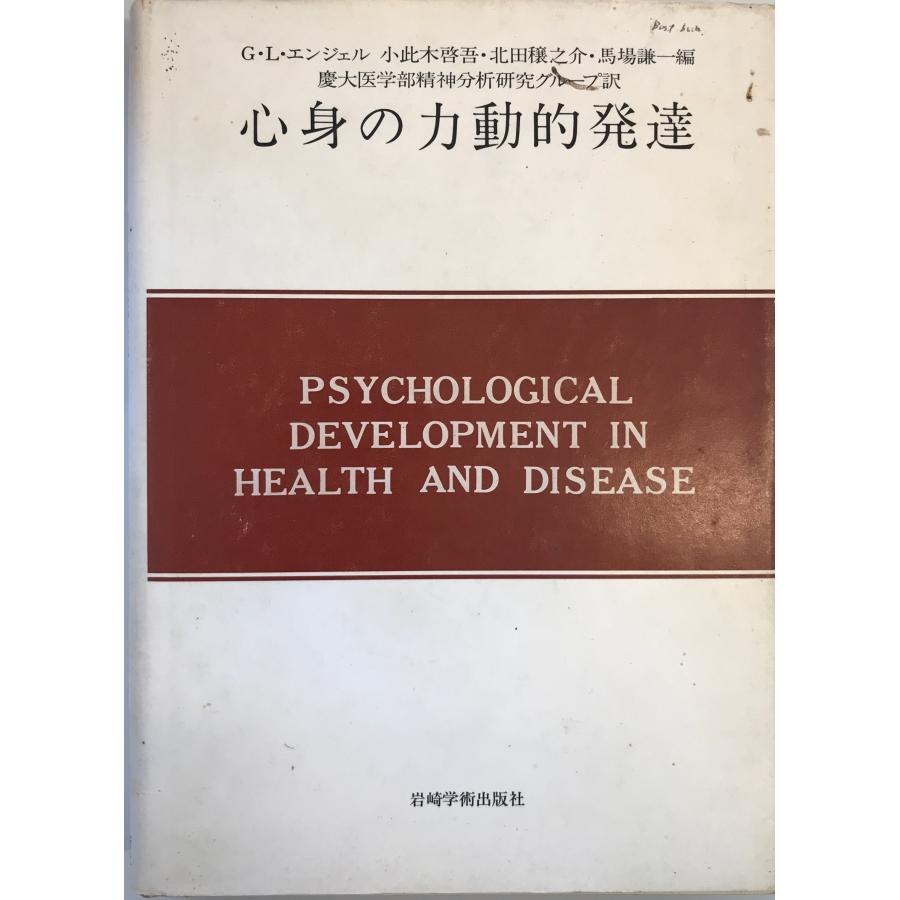 G・L・エンジェル 小此木啓吾・北田穣之介・馬場謙一編
慶大医学部精神分析研究グループ訳
心身の力動的発達
PSYCHOLOGICAL
DEVELOPMENT IN
HEALTH AND DISEASE
岩崎学術出版社